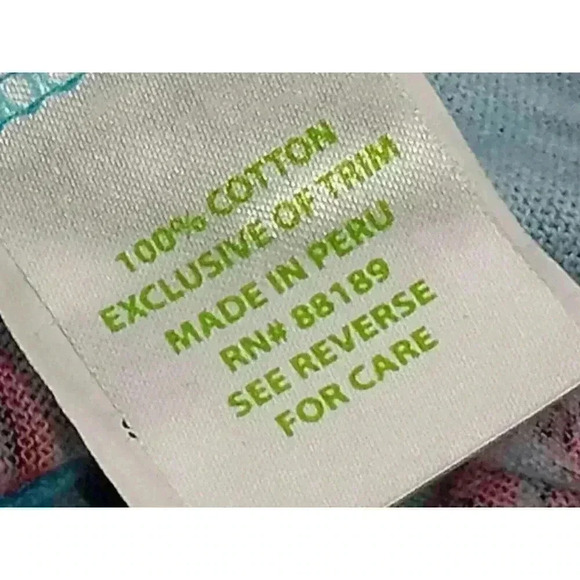 100% COTTON
EXCLUSIVE OF TRIM
MADE IN PERU
RN# 88189
SEE REVERSE
FOR CARE